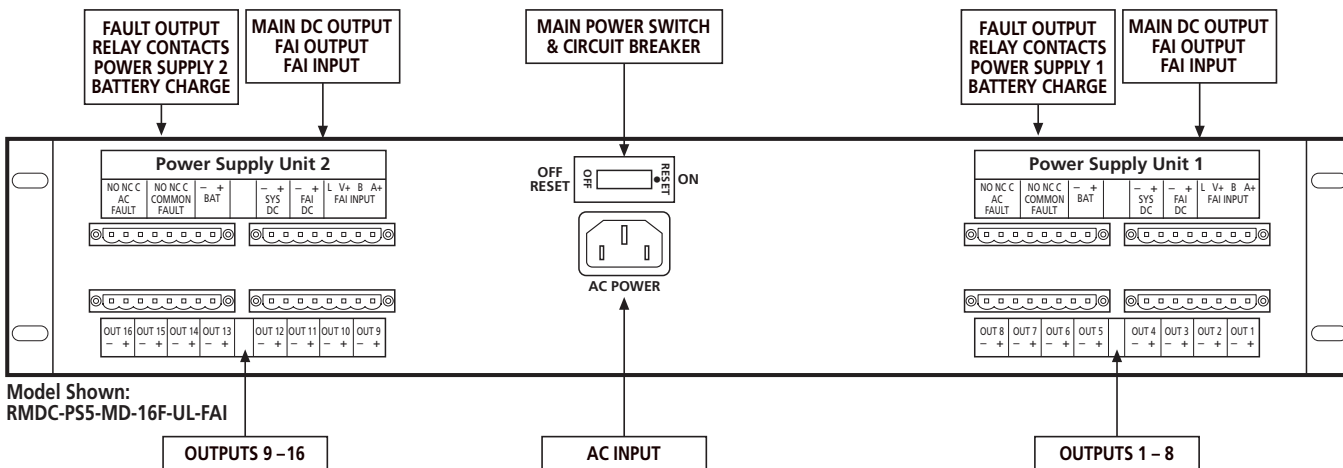 FAULT OUTPUT
RELAY CONTACTS
POWER SUPPLY 2
BATTERY CHARGE
MAIN DC OUTPUT
FAI OUTPUT
FAI INPUT
MAIN POWER SWITCH
& CIRCUIT BREAKER
FAULT OUTPUT
RELAY CONTACTS
POWER SUPPLY 1
BATTERY CHARGE
MAIN DC OUTPUT
FAI OUTPUT
FAI INPUT
Power Supply Unit 2
NO NC C
AC
FAULT
NO NC C
COMMON
FAULT
– +
BAT
– +
SYS
DC
– +
FAI
DC
L V+ B A+
FAI INPUT
OFF
RESET
OFF
RESET
ON
AC POWER
Power Supply Unit 1
NO NC C
AC
FAULT
NO NC C
COMMON
FAULT
– +
BAT
– +
SYS
DC
– +
FAI
DC
L V+ B A+
FAI INPUT
OUT 16 OUT 15 OUT 14 OUT 13 OUT 12 OUT 11 OUT 10 OUT 9
– + – + – + – + – + – + – + – +
OUT 8 OUT 7 OUT 6 OUT 5 OUT 4 OUT 3 OUT 2 OUT 1
– + – + – + – + – + – + – + – +
Model Shown:
RMDC-PS5-MD-16F-UL-FAI
OUTPUTS 9 – 16
AC INPUT
OUTPUTS 1 – 8